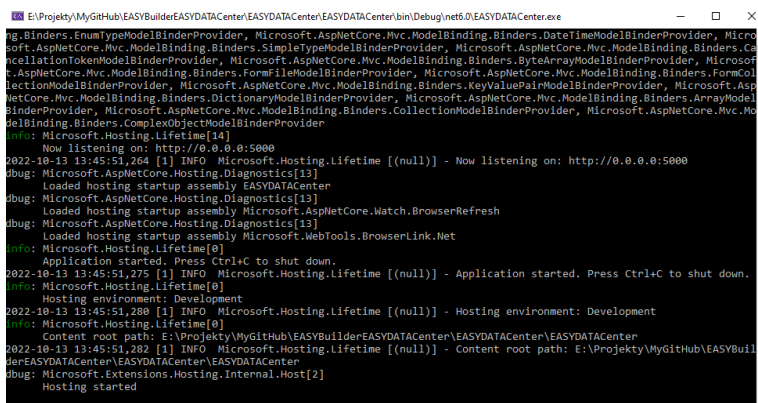 E:\Projekty\MyGitHub\EASYBuilderEASYDATACenter\EASYDATACenter\EASYDATACenter\bin\Debug\net6.0\EASYDATACenter.exe
ng.Binders.EnumTypeModelBinderProvider, Microsoft.AspNetCore.Mvc.ModelBinding.Binders.DateTimeModelBinderProvider, Micro
soft.AspNetCore.Mvc.ModelBinding.Binders.SimpleTypeModelBinderProvider, Microsoft.AspNetCore.Mvc.ModelBinding.Binders.Ca
ncellationTokenModelBinderProvider, Microsoft.AspNetCore.Mvc.ModelBinding.Binders.ByteArrayModelBinderProvider, Microsof
t.AspNetCore.Mvc.ModelBinding.Binders.FormFileModelBinderProvider, Microsoft.AspNetCore.Mvc.ModelBinding.Binders.FormCol
lectionModelBinderProvider, Microsoft.AspNetCore.Mvc.ModelBinding.Binders.KeyValuePairModelBinderProvider, Microsoft.Asp
NetCore.Mvc.ModelBinding.Binders.DictionaryModelBinderProvider, Microsoft.AspNetCore.Mvc.ModelBinding.Binders.ArrayModel
BinderProvider, Microsoft.AspNetCore.Mvc.ModelBinding.Binders.CollectionModelBinderProvider, Microsoft.AspNetCore.Mvc.Mo
delBinding.Binders.ComplexObjectModelBinderProvider
info: Microsoft.Hosting.Lifetime[14]
Now listening on: http://0.0.0.0:5000
2022-10-13 13:45:51,264 [1] INFO Microsoft.Hosting.Lifetime [(null)] - Now listening on: http://0.0.0.0:5000
dbug: Microsoft.AspNetCore.Hosting.Diagnostics[13]
Loaded hosting startup assembly EASYDATACenter
dbug: Microsoft.AspNetCore.Hosting.Diagnostics[13]
Loaded hosting startup assembly Microsoft.AspNetCore.Watch.BrowserRefresh
dbug: Microsoft.AspNetCore.Hosting.Diagnostics[13]
Loaded hosting startup assembly Microsoft.WebTools.BrowserLink.Net
info: Microsoft.Hosting.Lifetime[0]
Application started. Press Ctrl+C to shut down.
2022-10-13 13:45:51,275 [1] INFO Microsoft.Hosting.Lifetime [(null)] - Application started. Press Ctrl+C to shut down.
info: Microsoft.Hosting.Lifetime[0]
Hosting environment: Development
2022-10-13 13:45:51,280 [1] INFO Microsoft.Hosting.Lifetime [(null)] - Hosting environment: Development
info: Microsoft.Hosting.Lifetime[0]
Content root path: E:\Projekty\MyGitHub\EASYBuilderEASYDATACenter\EASYDATACenter\EASYDATACenter
2022-10-13 13:45:51,282 [1] INFO Microsoft.Hosting.Lifetime [(null)] - Content root path: E:\Projekty\MyGitHub\EASYBuil
derEASYDATACenter\EASYDATACenter\EASYDATACenter
dbug: Microsoft.Extensions.Hosting.Internal.Host[2]
Hosting started